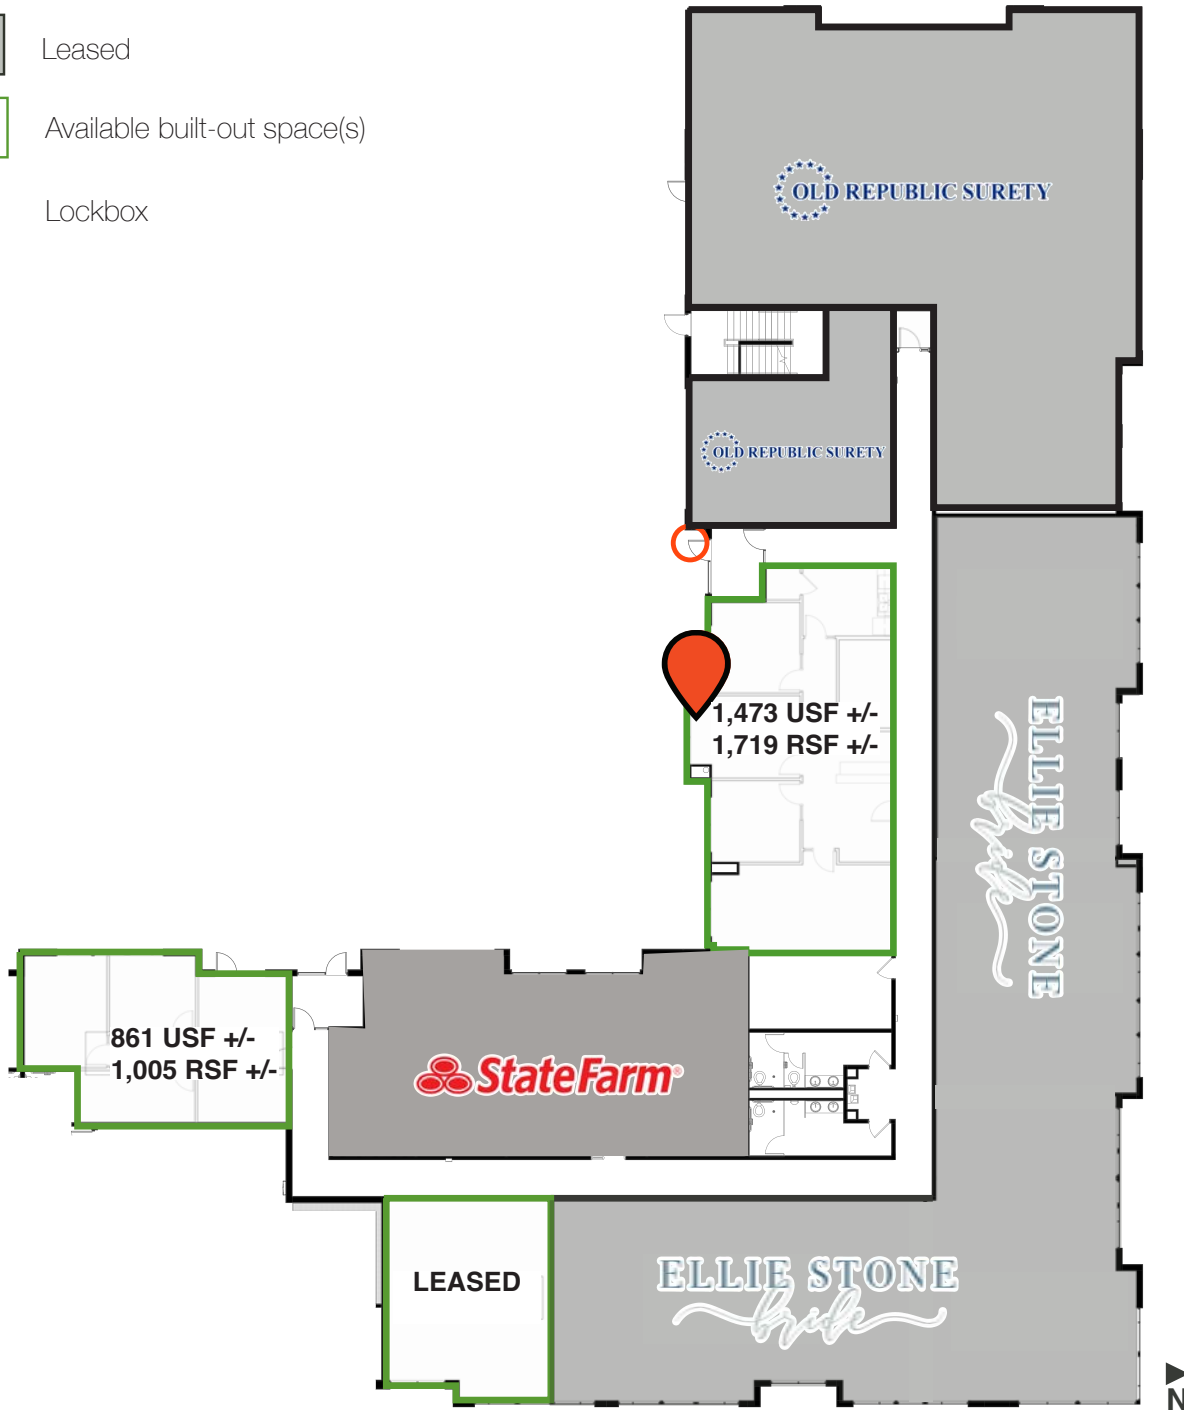 Leased
Available built-out space(s)
Lockbox
OLD REPUBLIC SURETY
OLD REPUBLIC SURETY
1,473 USF +/-
1,719 RSF +/-
ELLIE STONE
bride
861 USF +/-
1,005 RSF +/-
StateFarm®
LEASED
ELLIE STONE
bride
N